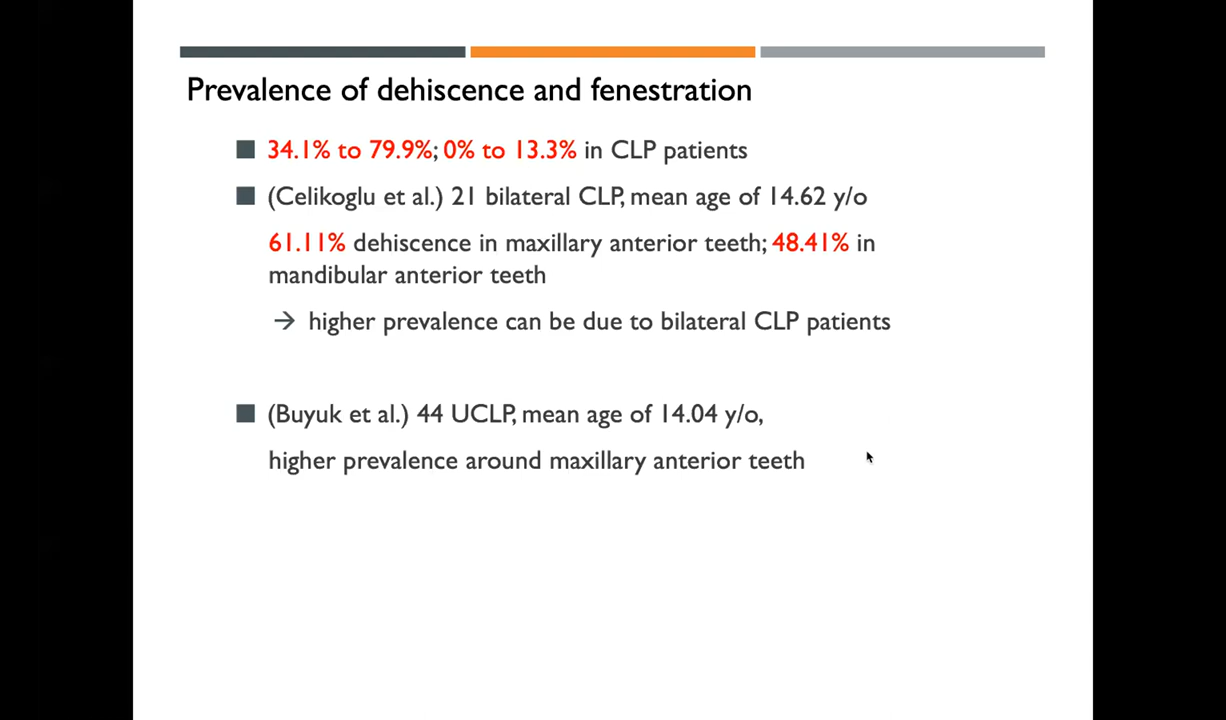 Prevalence of dehiscence and fenestration
34.1% to 79.9%; 0% to 13.3% in CLP patients
(Celikoglu et al.) 21 bilateral CLP, mean age of 14.62 y/o
61.11% dehiscence in maxillary anterior teeth; 48.41% in
mandibular anterior teeth
→ higher prevalence can be due to bilateral CLP patients
(Buyuk et al.) 44 UCLP, mean age of 14.04 y/o,
higher prevalence around maxillary anterior teeth